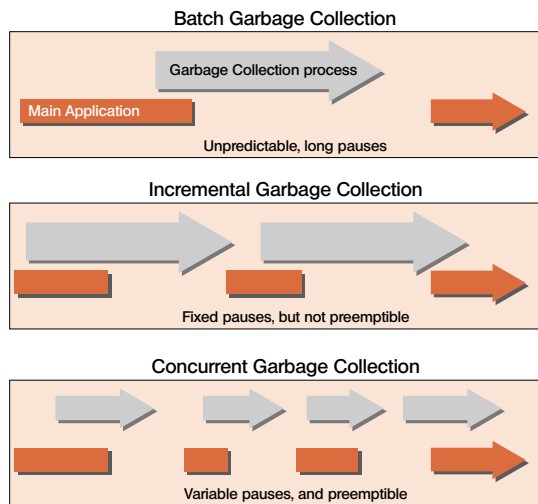 Batch Garbage Collection
Garbage Collection process
Main Application
Unpredictable, long pauses
Incremental Garbage Collection
Fixed pauses, but not preemptible
Concurrent Garbage Collection
Variable pauses, and preemptible